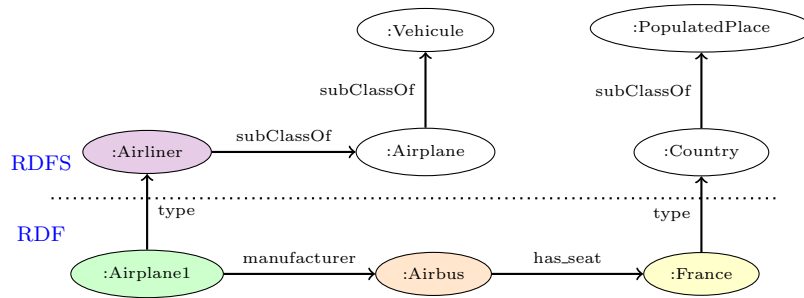 :Vehicule
:PopulatedPlace
subClassOf
subClassOf
subClassOf
:Airliner
:Airplane
:Country
RDFS
type
type
RDF
manufacturer
has_seat
:Airplane1
:Airbus
:France